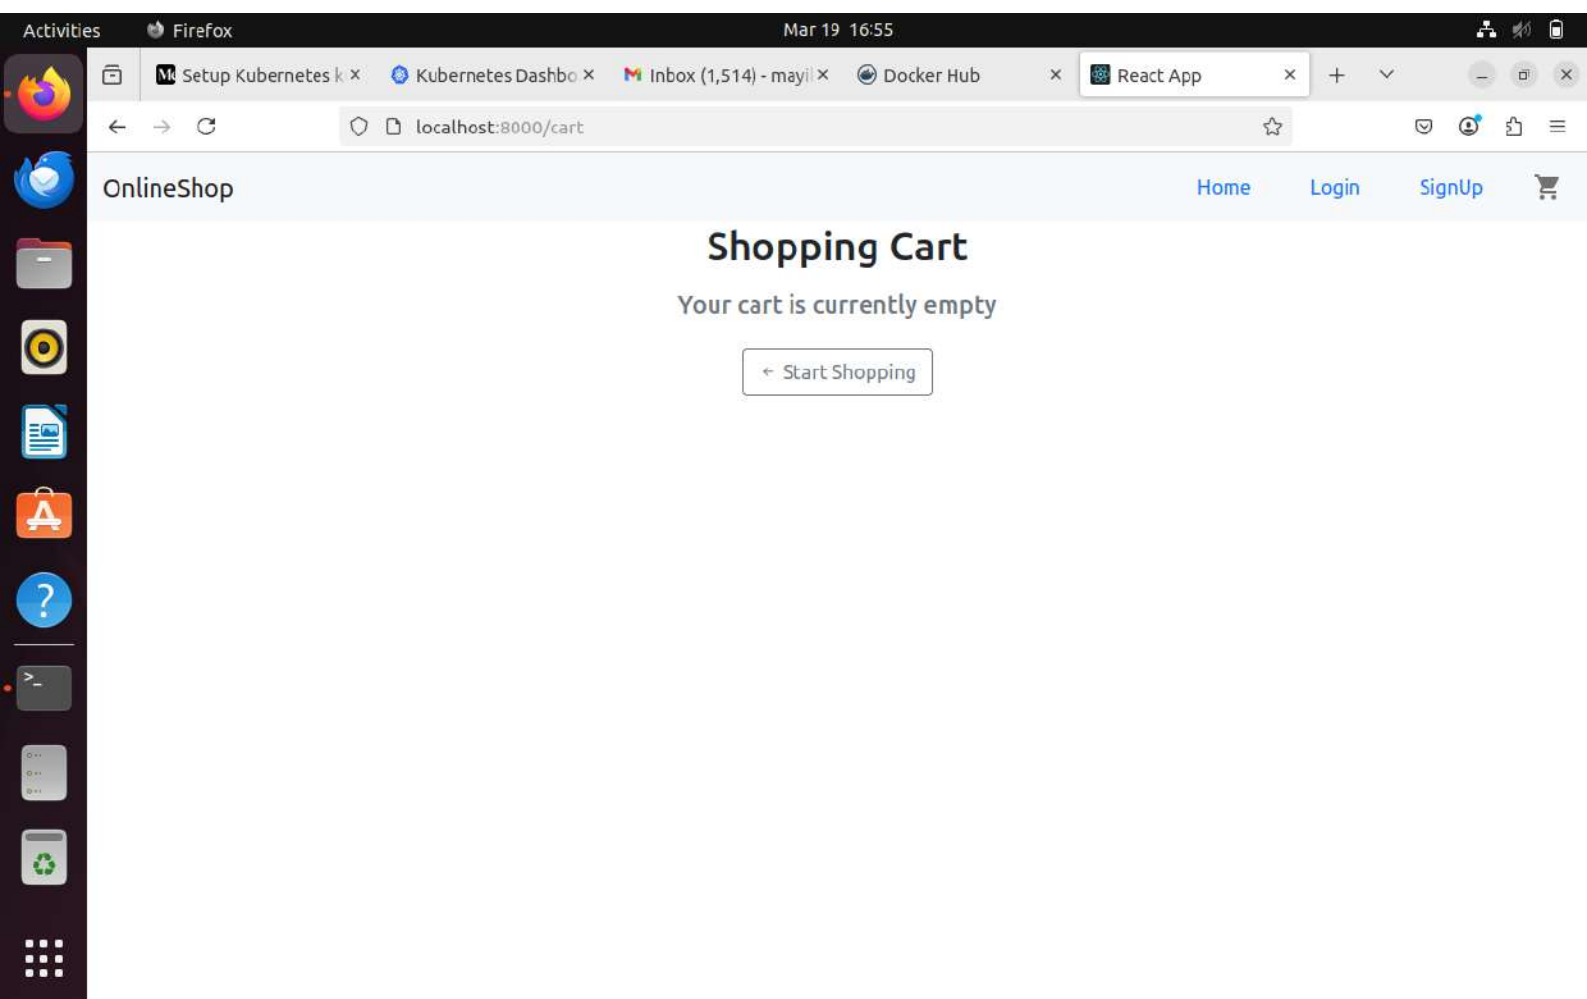 Activities Firefox Mar 19 16:55
Setup Kubernetes k Kubernetes Dashbo Inbox (1,514) - mayil Docker Hub React App
localhost:8000/cart
OnlineShop Home Login SignUp
Shopping Cart
Your cart is currently empty
← Start Shopping